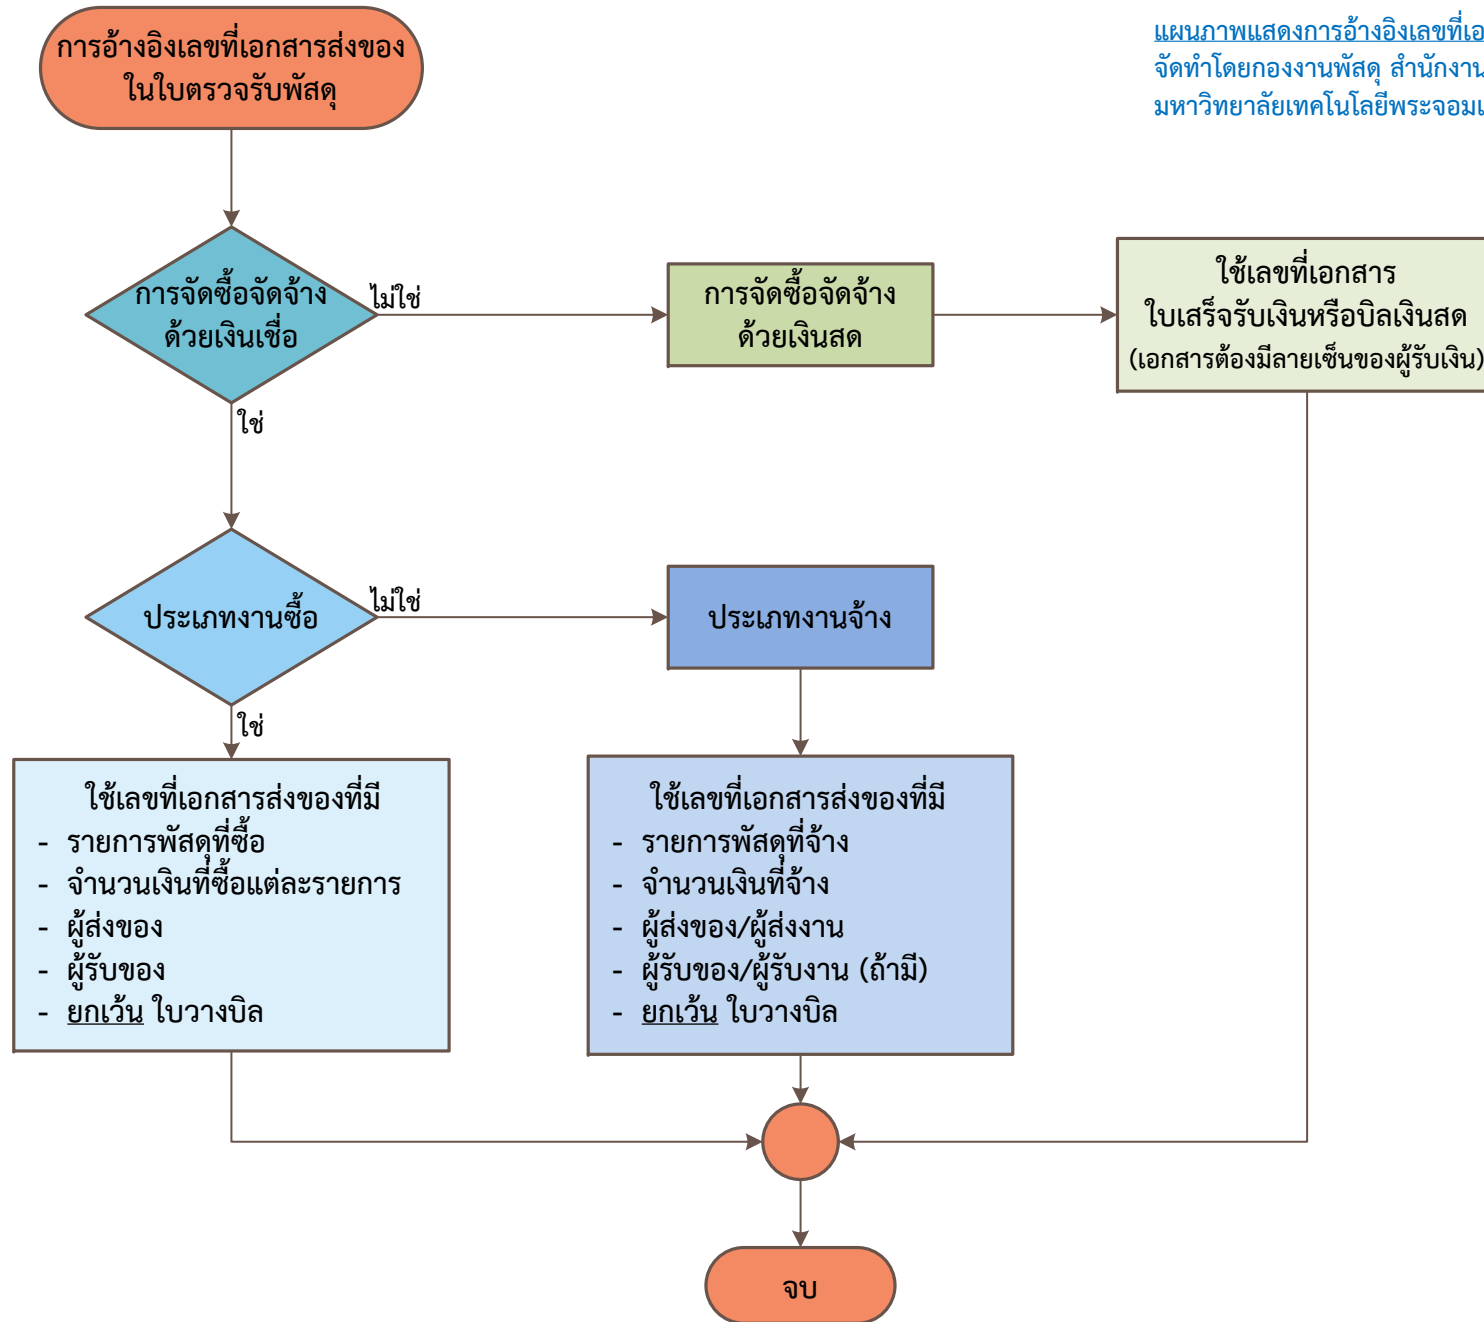 การอ้างอิงเลขที่เอกสารส่งของ
ในใบตรวจรับพัสดุ
แผนภาพแสดงการอ้างอิงเลขที่เอ
จัดทำโดยกองงานพัสดุ สำนักงาน
มหาวิทยาลัยเทคโนโลยีพระจอมเ
การจัดซื้อจัดจ้าง
ด้วยเงินเชื่อ
ไม่ใช่
การจัดซื้อจัดจ้าง
ด้วยเงินสด
ใช้เลขที่เอกสาร
ใบเสร็จรับเงินหรือบิลเงินสด
(เอกสารต้องมีลายเซ็นของผู้รับเงิน)
ใช่
ประเภทงานซื้อ
ไม่ใช่
ประเภทงานจ้าง
ใช่
ใช้เลขที่เอกสารส่งของที่มี
- รายการพัสดุที่ซื้อ
- จำนวนเงินที่ซื้อแต่ละรายการ
- ผู้ส่งของ
- ผู้รับของ
- ยกเว้น ใบวางบิล
ใช้เลขที่เอกสารส่งของที่มี
- รายการพัสดุที่จ้าง
- จำนวนเงินที่จ้าง
- ผู้ส่งของ/ผู้ส่งงาน
- ผู้รับของ/ผู้รับงาน (ถ้ามี)
- ยกเว้น ใบวางบิล
จบ